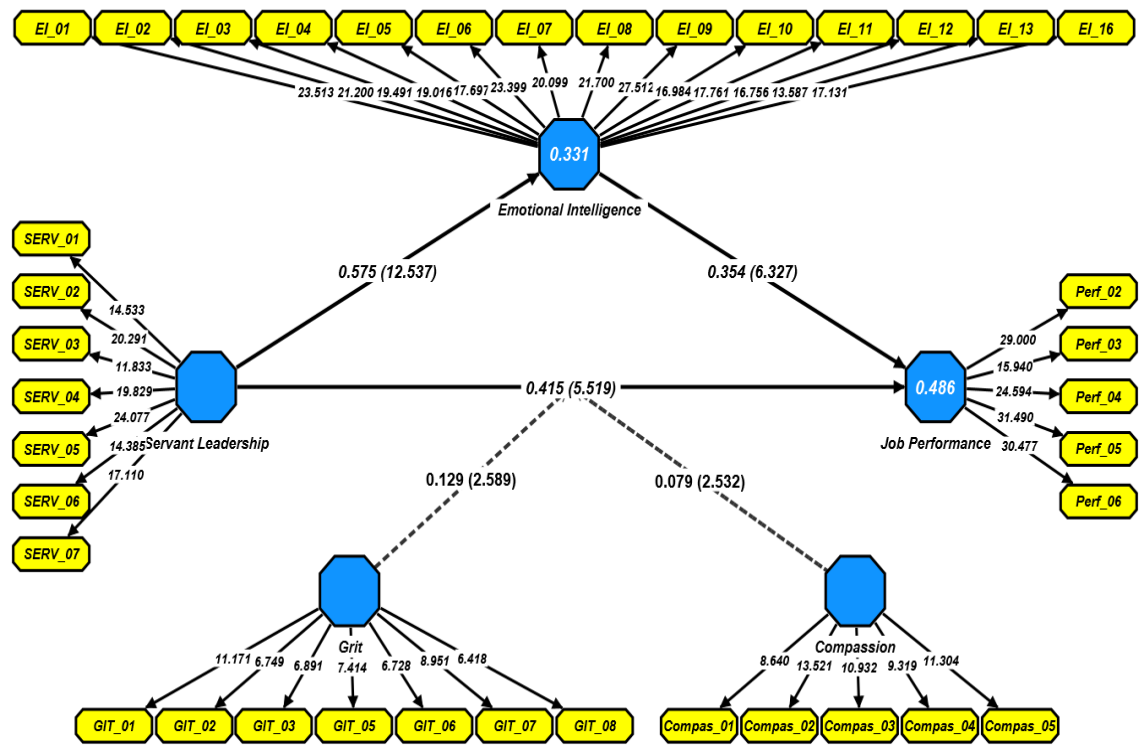 EI_01 EI_02 EI_03 EI_04 EI_05 EI_06 EI_07 EI_08 EI_09 EI_10 EI_11 EI_12 EI_13 EI_16
23.513 21.200 19.491 19.016 17.697 23.399 20.099 21.700 27.512 16.984 17.761 16.756 13.587 17.131
0.331
Emotional Intelligence
SERV_01
SERV_02
SERV_03
SERV_04
SERV_05
SERV_06
SERV_07
14.533
20.291
11.833
19.829
24.077
14.385
17.110
Servant Leadership
0.575 (12.537)
0.354 (6.327)
0.415 (5.519)
0.486
Job Performance
29.000
15.940
24.594
31.490
30.477
Perf_02
Perf_03
Perf_04
Perf_05
Perf_06
0.129 (2.589)
0.079 (2.532)
Grit
11.171 6.749 6.891 7.414 6.728 8.951 6.418
GIT_01 GIT_02 GIT_03 GIT_05 GIT_06 GIT_07 GIT_08
Compassion
8.640 13.521 10.932 9.319 11.304
Compas_01 Compas_02 Compas_03 Compas_04 Compas_05